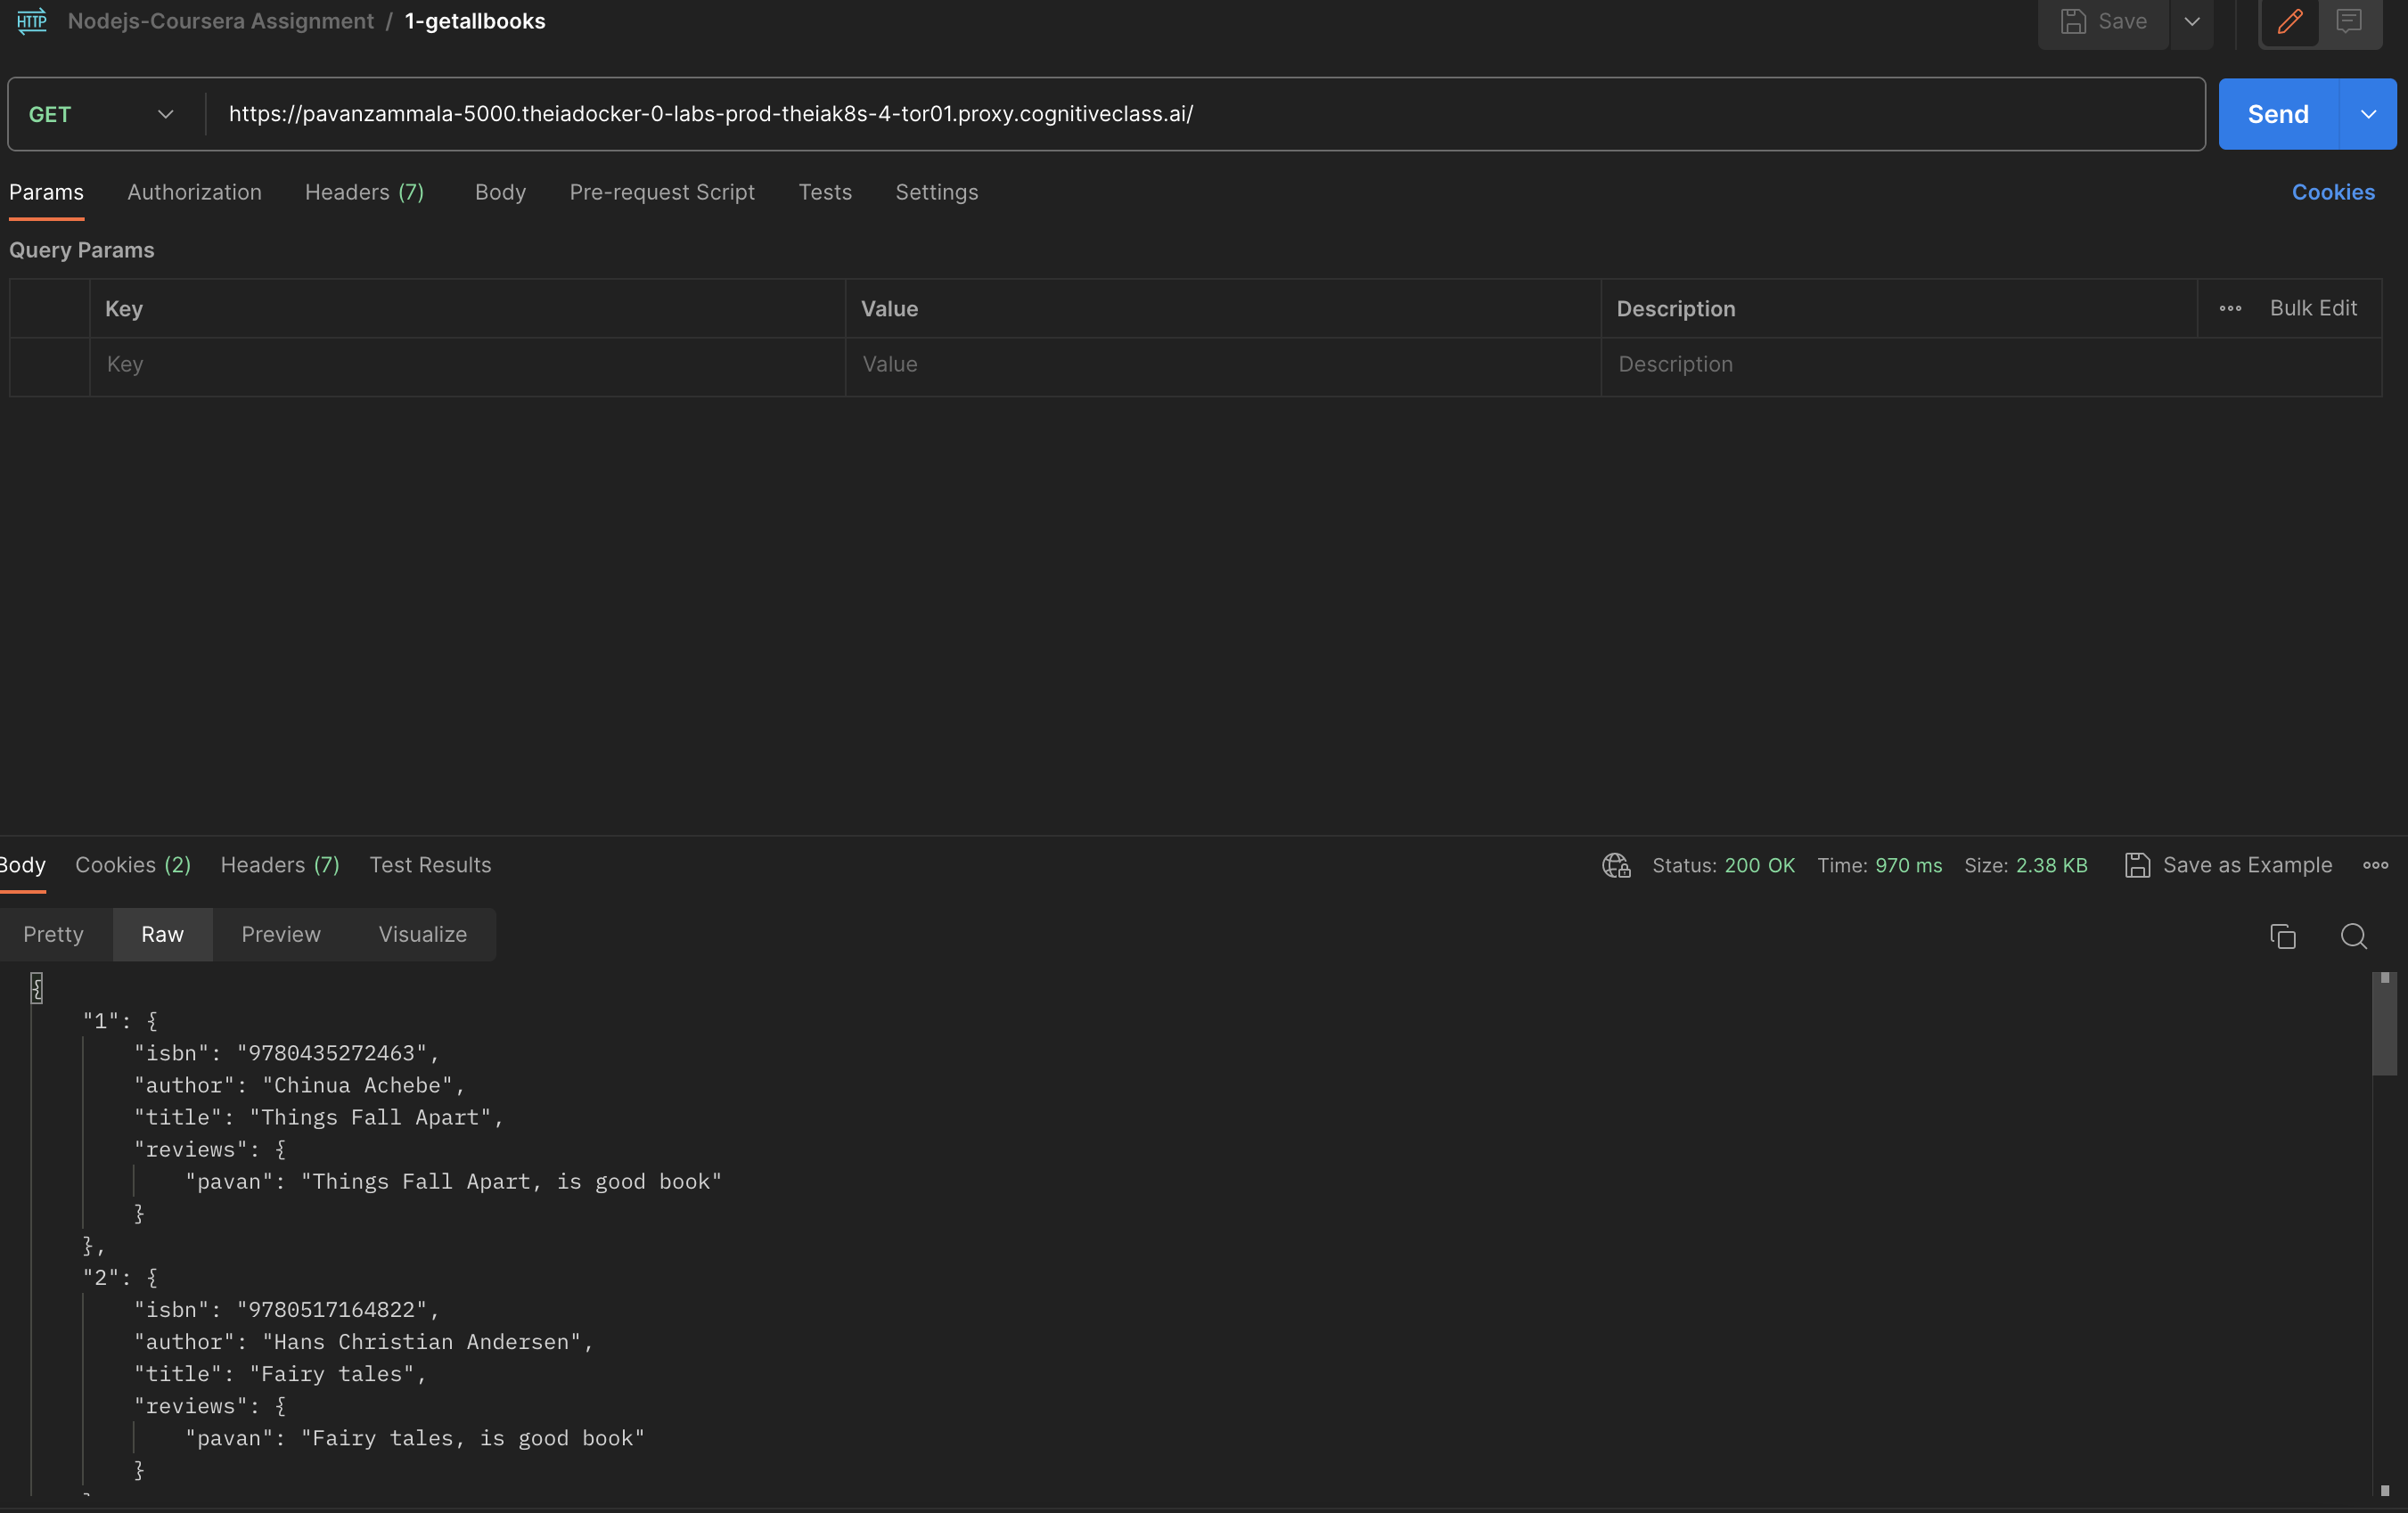 HTTP Nodejs-Coursera Assignment / 1-getallbooks Save
GET https://pavanzammala-5000.theiadocker-0-labs-prod-theiak8s-4-tor01.proxy.cognitiveclass.ai/ Send
Params Authorization Headers (7) Body Pre-request Script Tests Settings Cookies
Query Params
Key Value Description Bulk Edit
Key Value Description
Body Cookies (2) Headers (7) Test Results Status: 200 OK Time: 970 ms Size: 2.38 KB Save as Example
Pretty Raw Preview Visualize
{
"1": {
"isbn": "9780435272463",
"author": "Chinua Achebe",
"title": "Things Fall Apart",
"reviews": {
"pavan": "Things Fall Apart, is good book"
}
},
"2": {
"isbn": "9780517164822",
"author": "Hans Christian Andersen",
"title": "Fairy tales",
"reviews": {
"pavan": "Fairy tales, is good book"
}